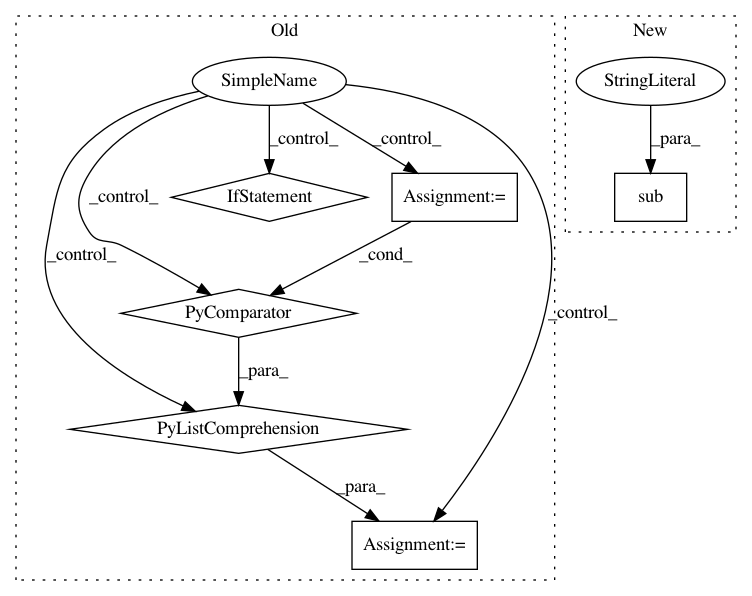 Old
New
SimpleName
StringLiteral
_control_
_control_
_para_
_control_
IfStatement
Assignment:=
sub
_control_
_cond_
_control_
PyComparator
_para_
PyListComprehension
_para_
Assignment:=